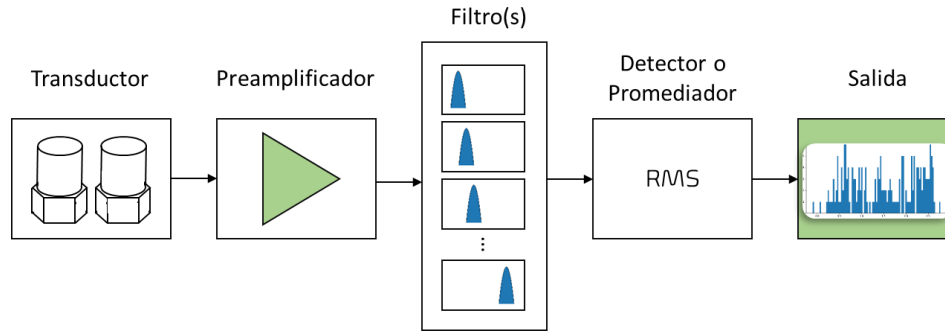 Filtro(s)
Transductor
Preamplificador
Detector o
Promediador
Salida
RMS